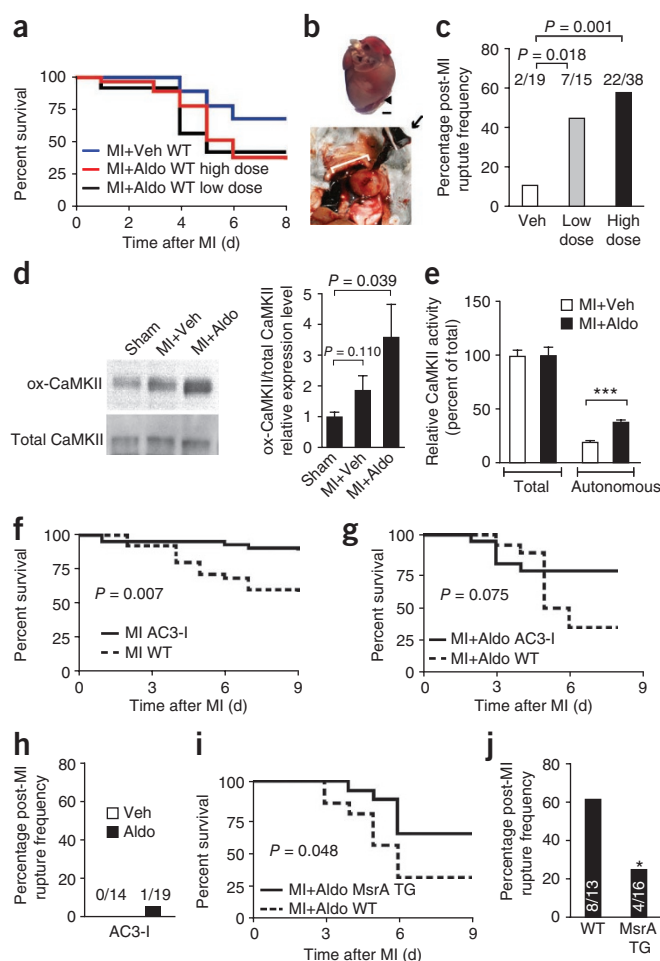 a
Percent survival
100
75
50
25
0
MI+Veh WT
MI+Aldo WT high dose
MI+Aldo WT low dose
0 2 4 6 8
Time after MI (d)
b
c
Percentage post-MI
ruptute frequency
80
60
40
20
0
P = 0.001
P = 0.018
2/19 7/15 22/38
Veh Low dose High dose
d
Sham MI+Veh MI+Aldo
ox-CaMKII
Total CaMKII
ox-CaMKII/total CaMKII
relative expression level
5
4
3
2
1
0
P = 0.039
P = 0.110
Sham MI+Veh MI+Aldo
e
Relative CaMKII activity
(percent of total)
150
100
50
0
MI+Veh
MI+Aldo
***
Total Autonomous
f
Percent survival
100
75
50
25
0
P = 0.007
MI AC3-I
MI WT
0 3 6 9
Time after MI (d)
g
Percent survival
100
75
50
25
0
P = 0.075
MI+Aldo AC3-I
MI+Aldo WT
0 3 6 9
Time after MI (d)
h
Percentage post-MI
rupture frequency
80
60
40
20
0
Veh
Aldo
0/14 1/19
AC3-I
i
Percent survival
100
75
50
25
0
P = 0.048
MI+Aldo MsrA TG
MI+Aldo WT
0 3 6 9
Time after MI (d)
j
Percentage post-MI
rupture frequency
80
60
40
20
0
8/13
*
4/16
WT MsrA
TG